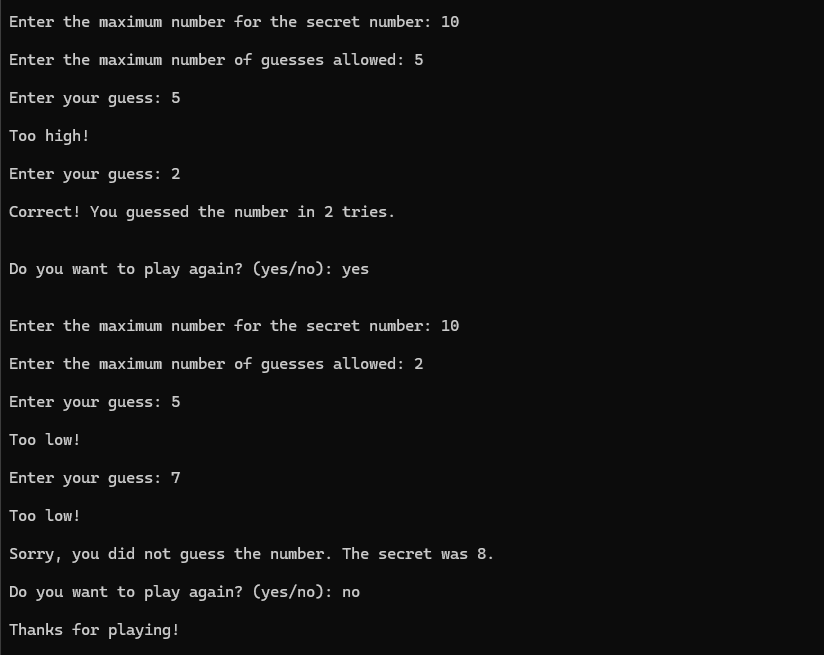 Enter the maximum number for the secret number: 10
Enter the maximum number of guesses allowed: 5
Enter your guess: 5
Too high!
Enter your guess: 2
Correct! You guessed the number in 2 tries.
Do you want to play again? (yes/no): yes
Enter the maximum number for the secret number: 10
Enter the maximum number of guesses allowed: 2
Enter your guess: 5
Too low!
Enter your guess: 7
Too low!
Sorry, you did not guess the number. The secret was 8.
Do you want to play again? (yes/no): no
Thanks for playing!